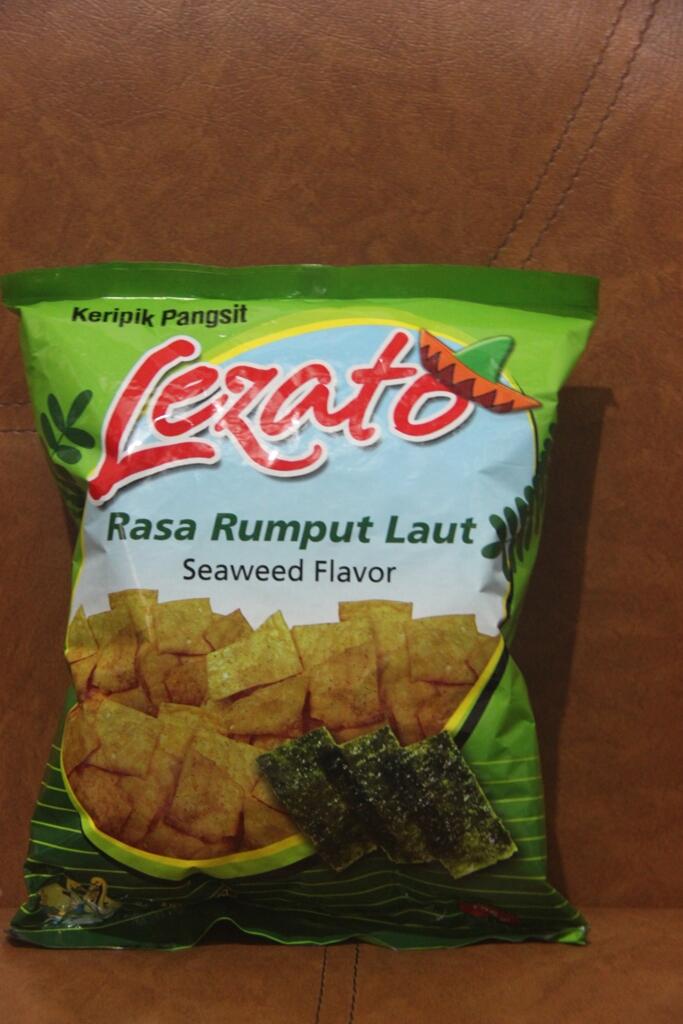 Keripik Pangsit
Lezato
Rasa Rumput Laut
Seaweed Flavor